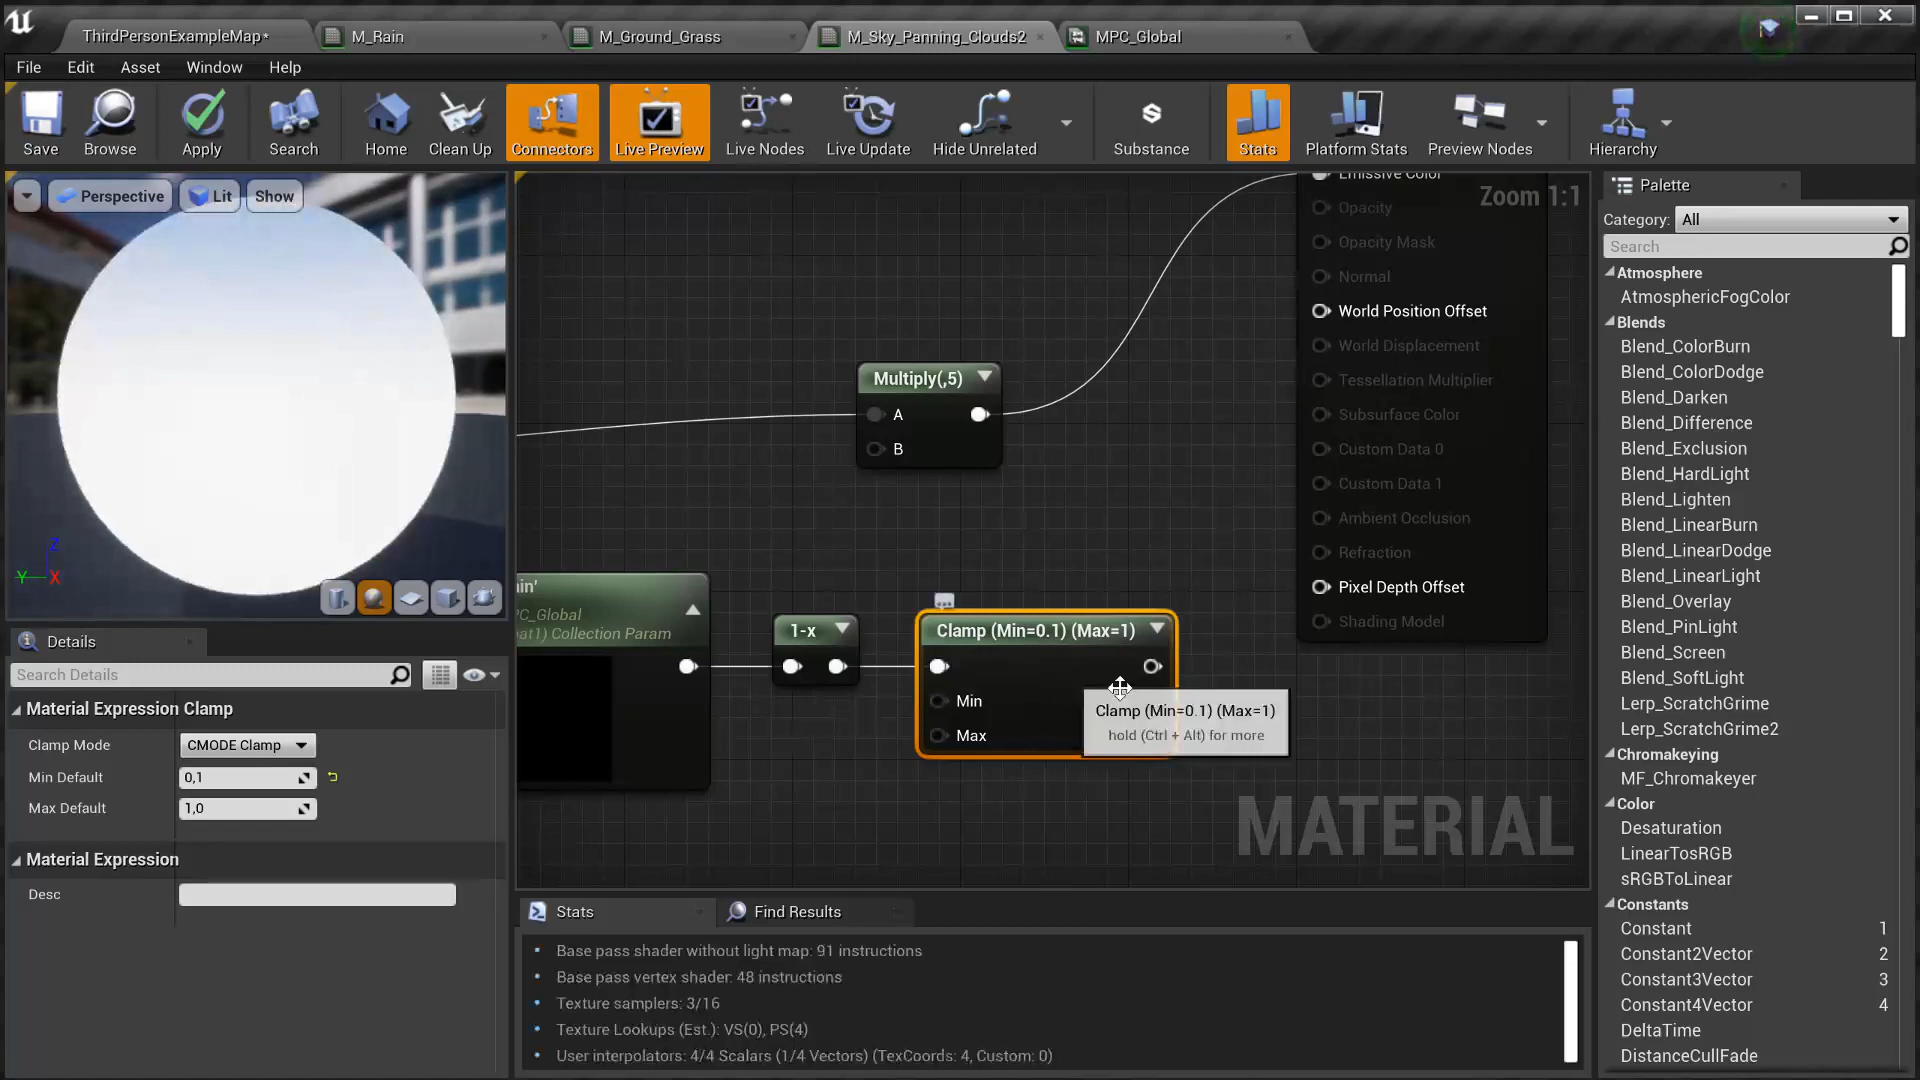 ThirdPersonExampleMap*
M_Rain
M_Ground_Grass
M_Sky_Panning_Clouds2
MPC_Global
File
Edit
Asset
Window
Help
Save
Browse
Apply
Search
Home
Clean Up
Connectors
Live Preview
Live Nodes
Live Update
Hide Unrelated
Substance
Stats
Platform Stats
Preview Nodes
Hierarchy
Perspective
Lit
Show
Z
Y
X
Details
Search Details
Material Expression Clamp
Clamp Mode
CMODE Clamp
Min Default
0,1
Max Default
1,0
Material Expression
Desc
Zoom 1:1
Emissive Color
Opacity
Opacity Mask
Normal
World Position Offset
World Displacement
Tessellation Multiplier
Subsurface Color
Custom Data 0
Custom Data 1
Ambient Occlusion
Refraction
Pixel Depth Offset
Shading Model
Multiply(,5)
A
B
in'
PC_Global
at1) Collection Param
1-x
Clamp (Min=0.1) (Max=1)
Min
Max
Clamp (Min=0.1) (Max=1)
hold (Ctrl + Alt) for more
MATERIAL
Stats
Find Results
Base pass shader without light map: 91 instructions
Base pass vertex shader: 48 instructions
Texture samplers: 3/16
Texture Lookups (Est.): VS(0), PS(4)
User interpolators: 4/4 Scalars (1/4 Vectors) (TexCoords: 4, Custom: 0)
Palette
Category:
All
Search
Atmosphere
AtmosphericFogColor
Blends
Blend_ColorBurn
Blend_ColorDodge
Blend_Darken
Blend_Difference
Blend_Exclusion
Blend_HardLight
Blend_Lighten
Blend_LinearBurn
Blend_LinearDodge
Blend_LinearLight
Blend_Overlay
Blend_PinLight
Blend_Screen
Blend_SoftLight
Lerp_ScratchGrime
Lerp_ScratchGrime2
Chromakeying
MF_Chromakeyer
Color
Desaturation
LinearTosRGB
sRGBToLinear
Constants
Constant 1
Constant2Vector 2
Constant3Vector 3
Constant4Vector 4
DeltaTime
DistanceCullFade